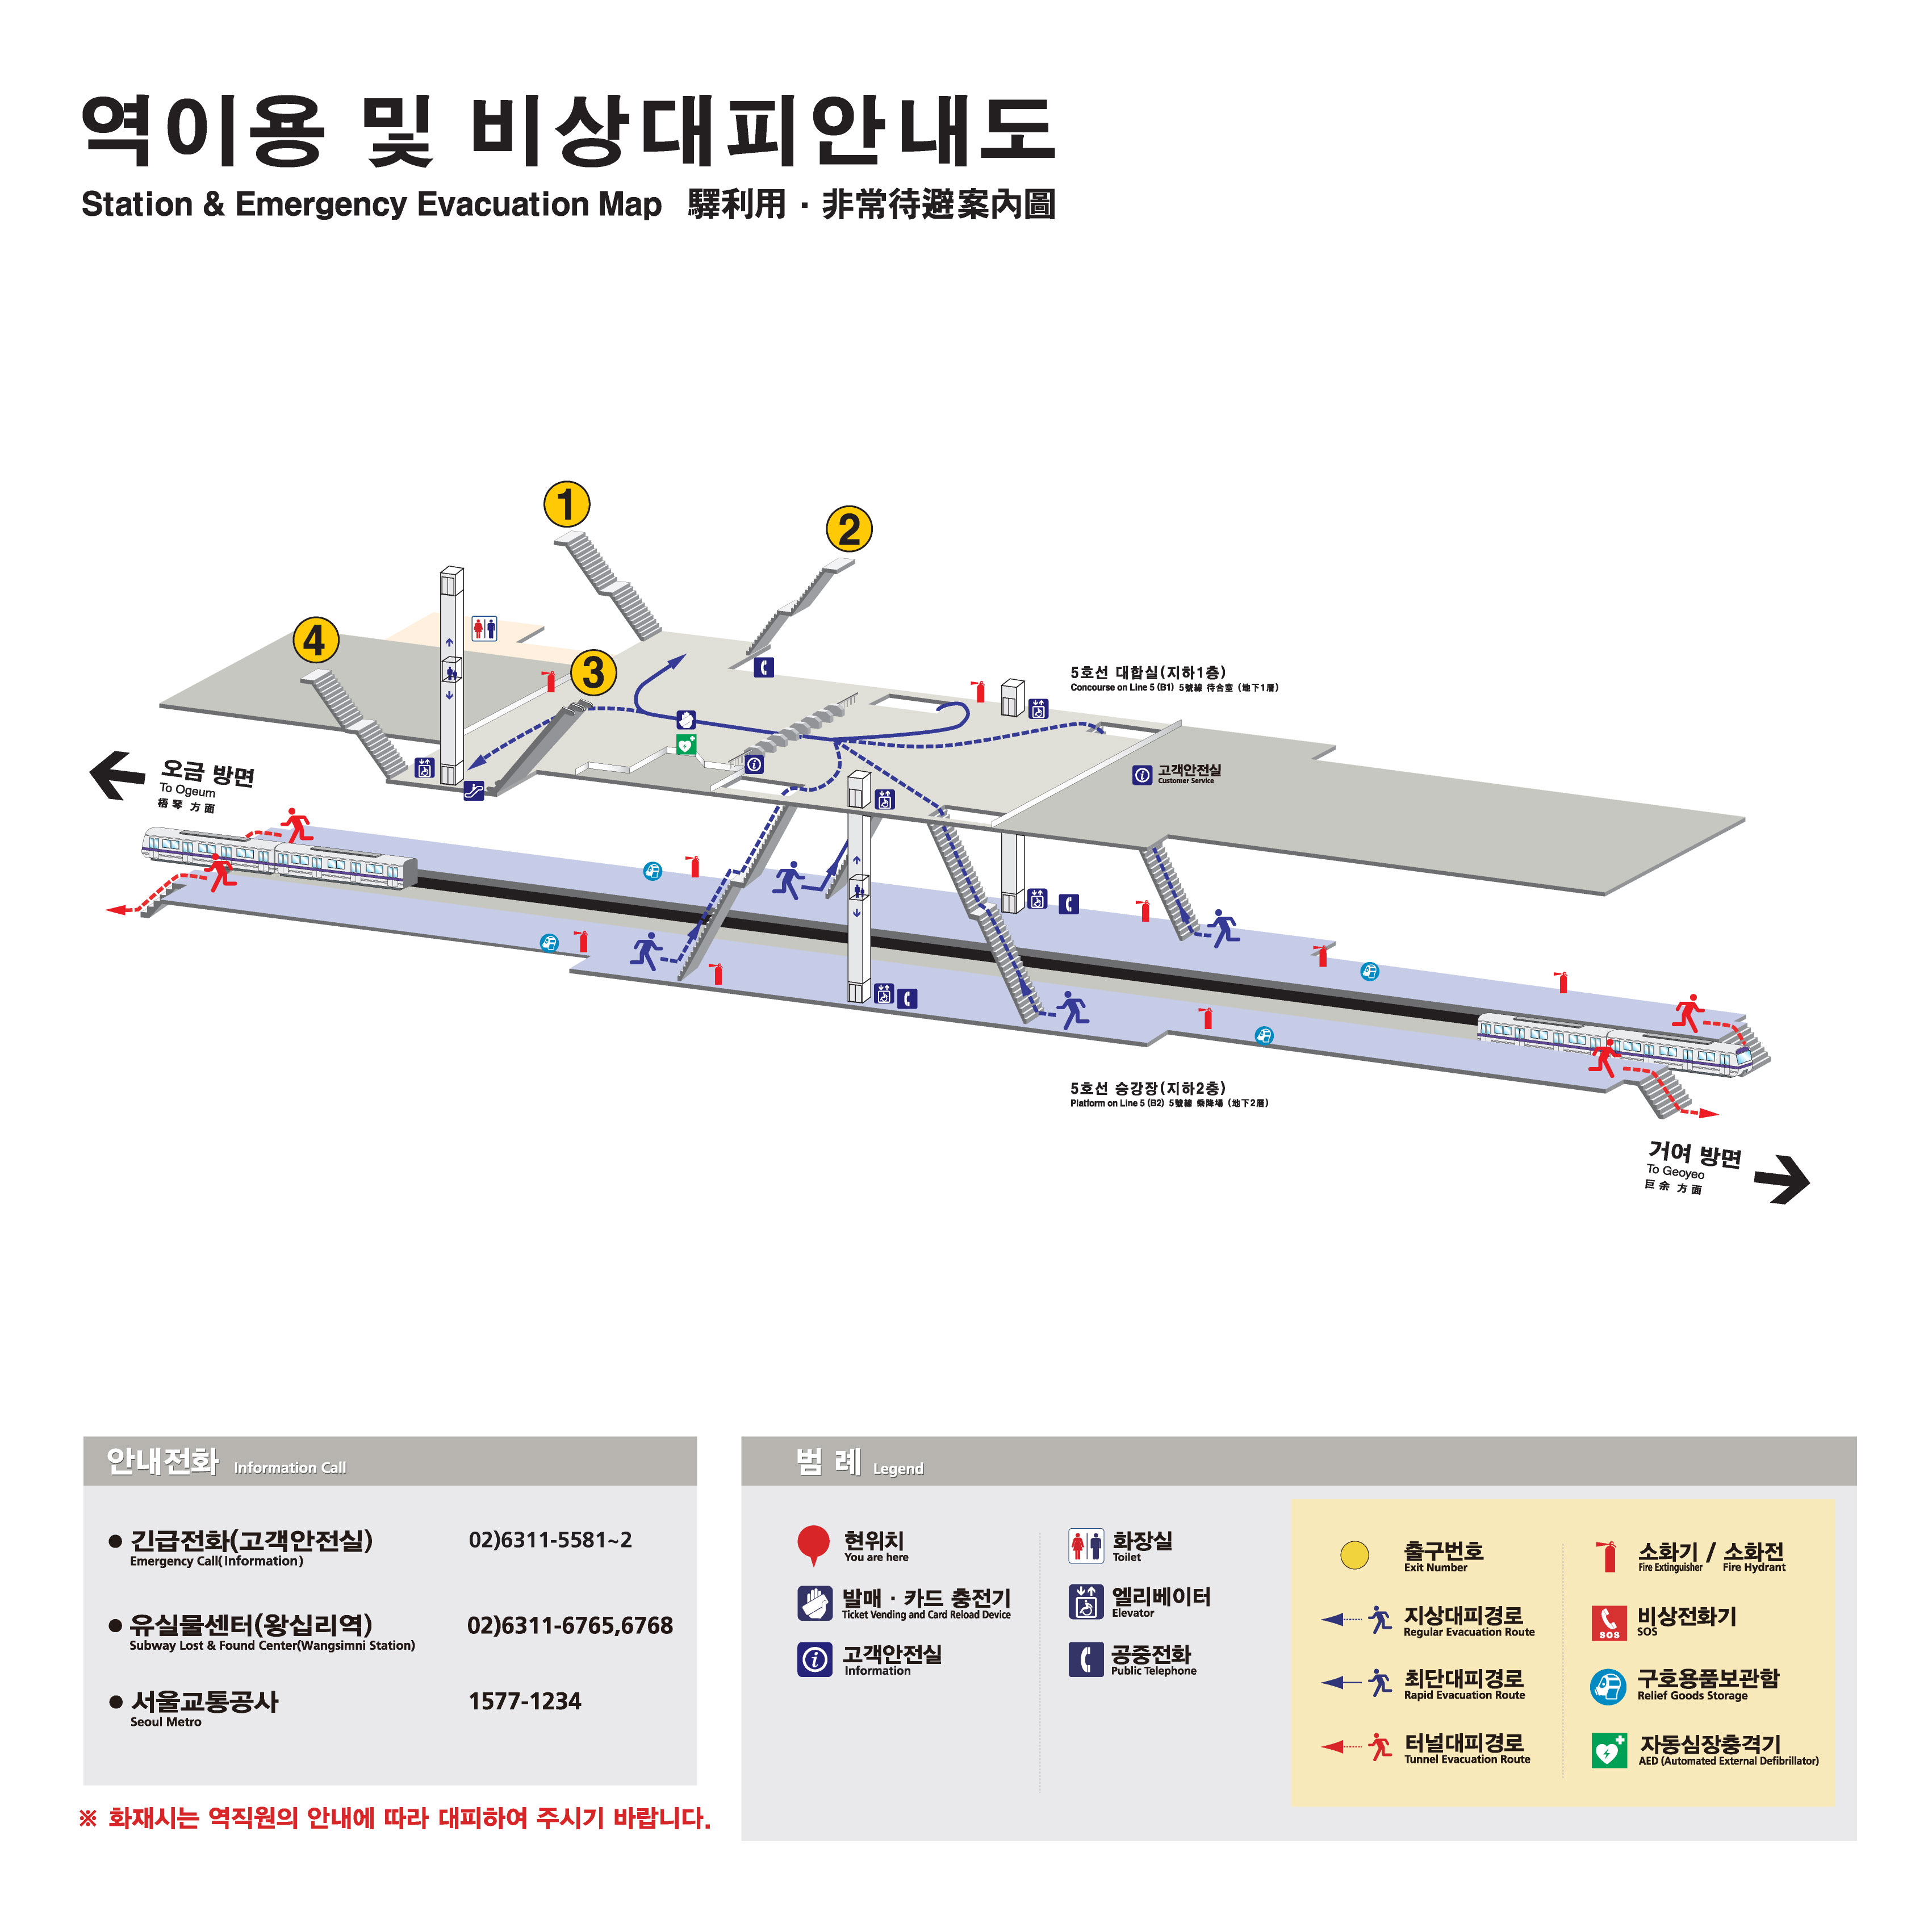 역이용 및 비상대피안내도
Station & Emergency Evacuation Map 驛利用 · 非常待避案內圖
1
2
4
3
5호선 대합실(지하1층)
Concourse on Line 5 (B1) 5號線 待合室 (地下1層)
오금 방면
To Ogeum
梧琴 方面
고객안전실
Customer Service
5호선 승강장(지하2층)
Platform on Line 5 (B2) 5號線 乘降場 (地下2層)
거여 방면
To Geoyeo
巨余 方面
안내전화 Information Call
긴급전화(고객안전실) 02)6311-5581~2
Emergency Call(Information)
유실물센터(왕십리역) 02)6311-6765,6768
Subway Lost & Found Center(Wangsimni Station)
서울교통공사 1577-1234
Seoul Metro
※ 화재시는 역직원의 안내에 따라 대피하여 주시기 바랍니다.
범 례 Legend
현위치
You are here
발매 · 카드 충전기
Ticket Vending and Card Reload Device
고객안전실
Information
화장실
Toilet
엘리베이터
Elevator
공중전화
Public Telephone
출구번호
Exit Number
지상대피경로
Regular Evacuation Route
최단대피경로
Rapid Evacuation Route
터널대피경로
Tunnel Evacuation Route
소화기 / 소화전
Fire Extinguisher Fire Hydrant
SOS
비상전화기
SOS
구호용품보관함
Relief Goods Storage
자동심장충격기
AED (Automated External Defibrillator)